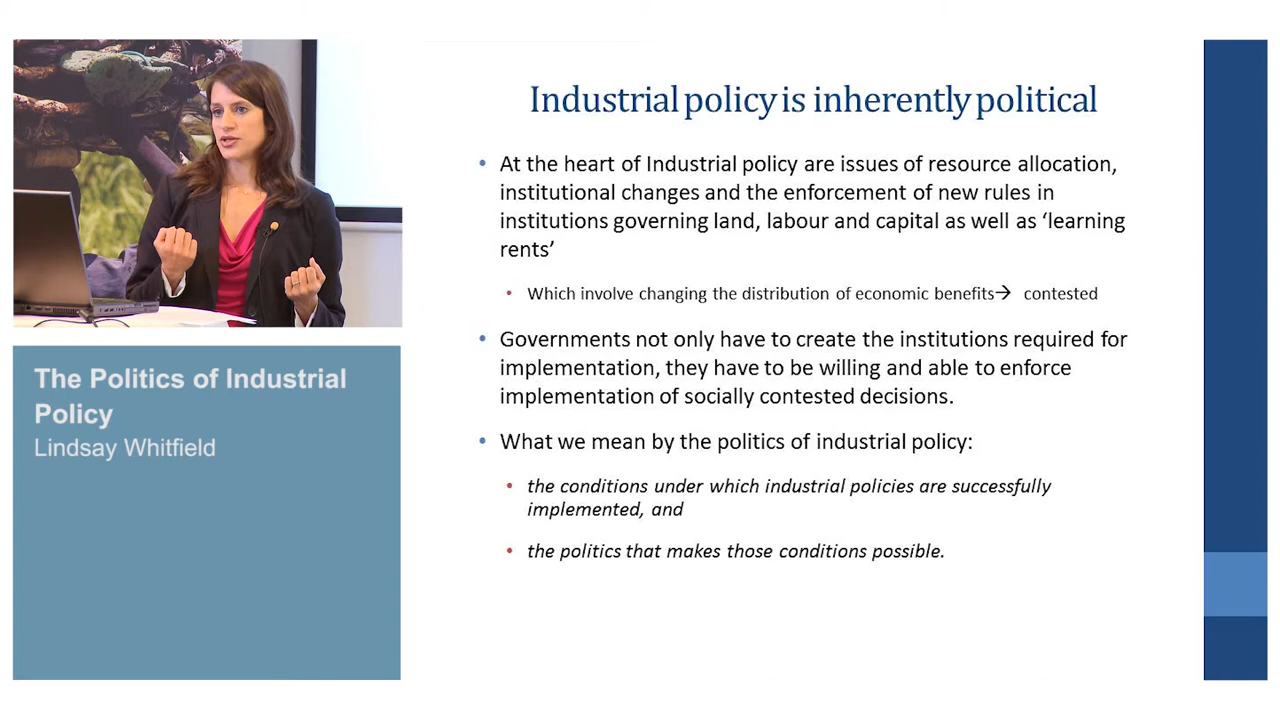 Industrial policy is inherently political
• At the heart of Industrial policy are issues of resource allocation,
institutional changes and the enforcement of new rules in
institutions governing land, labour and capital as well as ‘learning
rents’
• Which involve changing the distribution of economic benefits→ contested
• Governments not only have to create the institutions required for
implementation, they have to be willing and able to enforce
implementation of socially contested decisions.
• What we mean by the politics of industrial policy:
• the conditions under which industrial policies are successfully
implemented, and
• the politics that makes those conditions possible.
The Politics of Industrial
Policy
Lindsay Whitfield